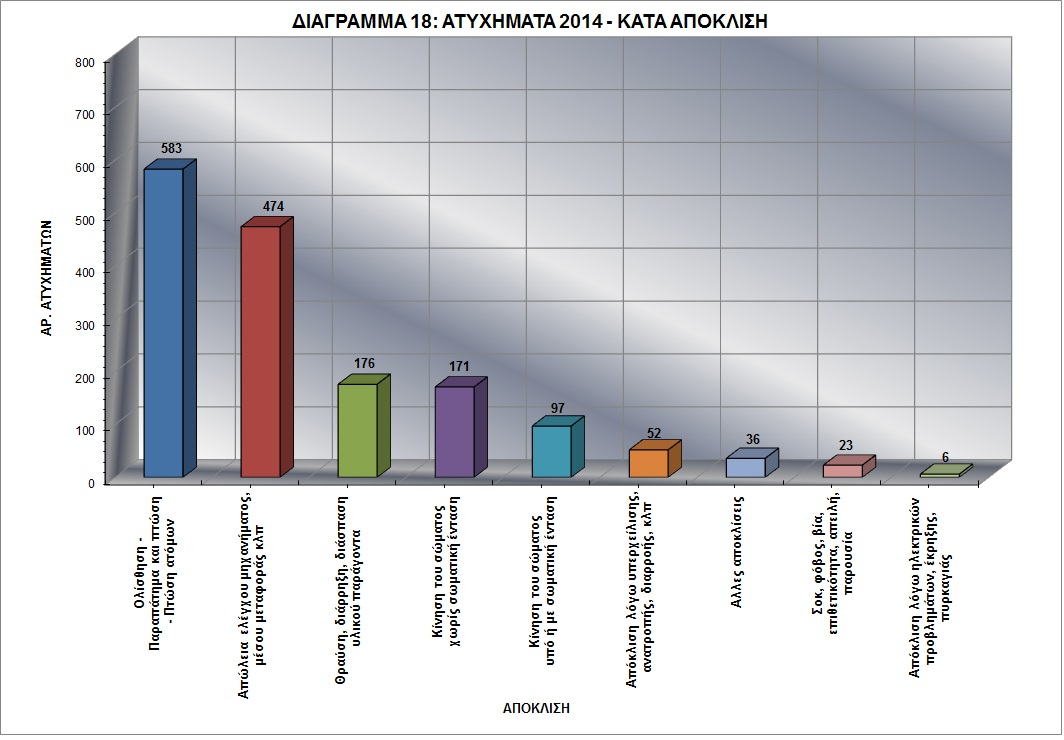 ΔΙΑΓΡΑΜΜΑ 18: ΑΤΥΧΗΜΑΤΑ 2014 - ΚΑΤΑ ΑΠΟΚΛΙΣΗ
ΑΡ. ΑΤΥΧΗΜΑΤΩΝ
800
700
600
500
400
300
200
100
0
583
474
176
171
97
52
36
23
6
Ολίσθηση -
Παραπάτημα και πτώση
- Πτώση ατόμων
Απώλεια ελέγχου μηχανήματος,
μέσου μεταφοράς κλπ
Θραύση, διάρρηξη, διάσπαση
υλικού παράγοντα
Κίνηση του σώματος
χωρίς σωματική ένταση
Κίνηση του σώματος
υπό ή με σωματική ένταση
Απόκλιση λόγω υπερχείλισης,
ανατροπής, διαρροής, κλπ
Αλλες αποκλίσεις
Σοκ, φόβος, βία,
επιθετικότητα, απειλή,
παρουσία
Απόκλιση λόγω ηλεκτρικών
προβλημάτων, έκρηξης,
πυρκαγιάς
ΑΠΟΚΛΙΣΗ